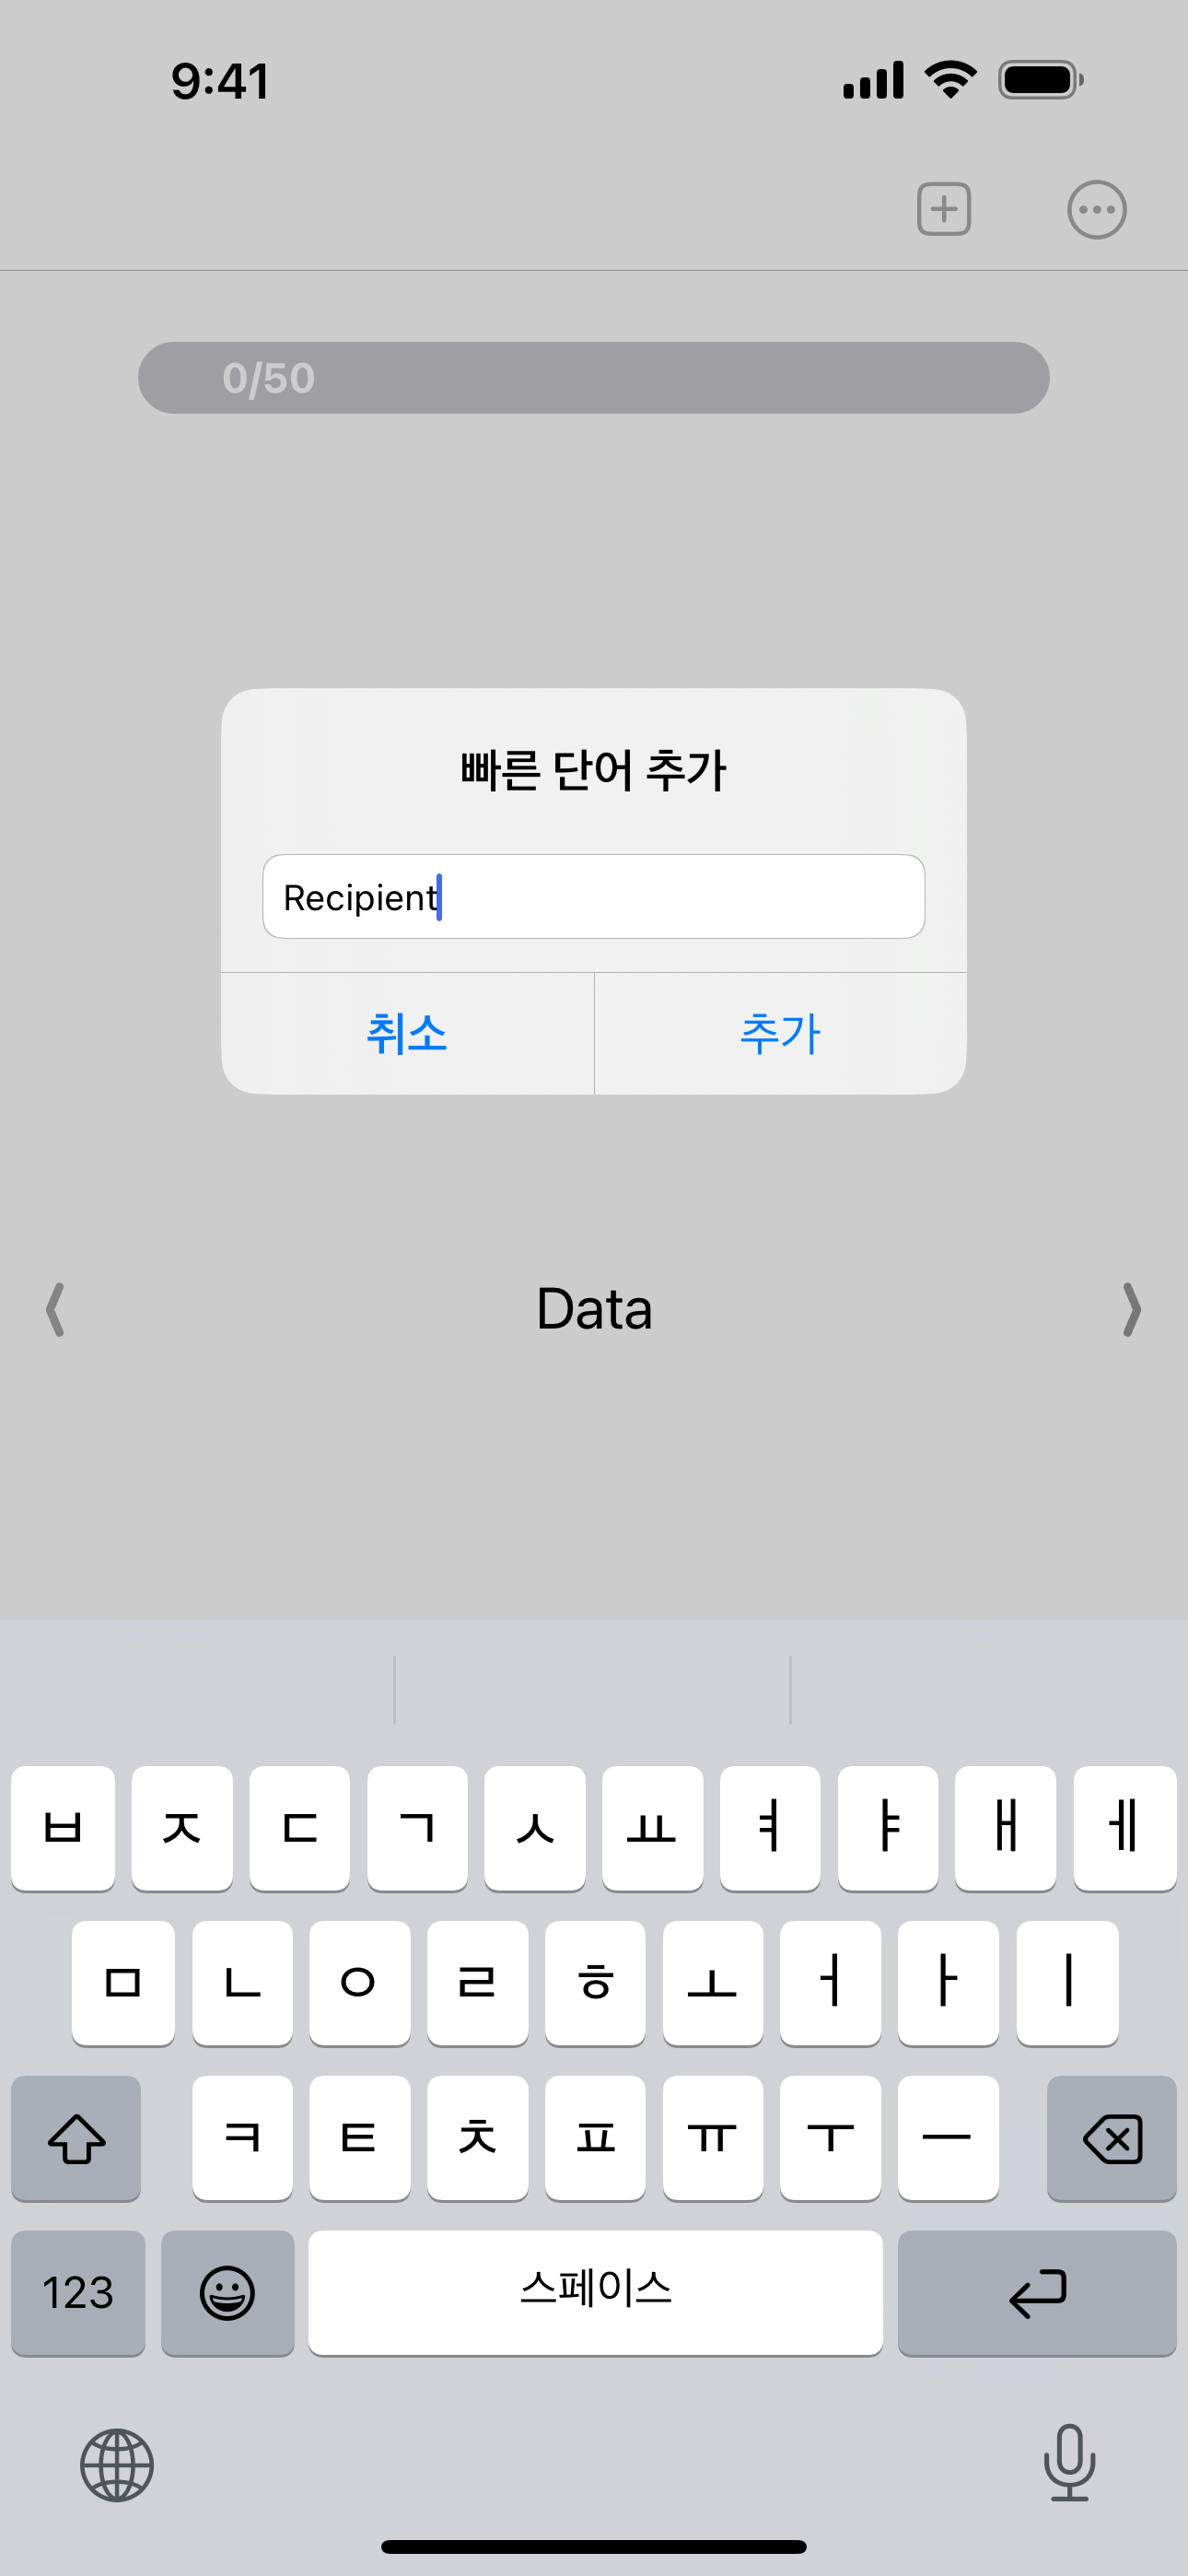 9:41
0/50
빠른 단어 추가
Recipient
취소 추가
Data
ㅂ ㅈ ㄷ ㄱ ㅅ ㅛ ㅕ ㅑ ㅐ ㅔ
ㅁ ㄴ ㅇ ㄹ ㅎ ㅗ ㅓ ㅏ ㅣ
ㅋ ㅌ ㅊ ㅍ ㅠ ㅜ ㅡ
123 스페이스